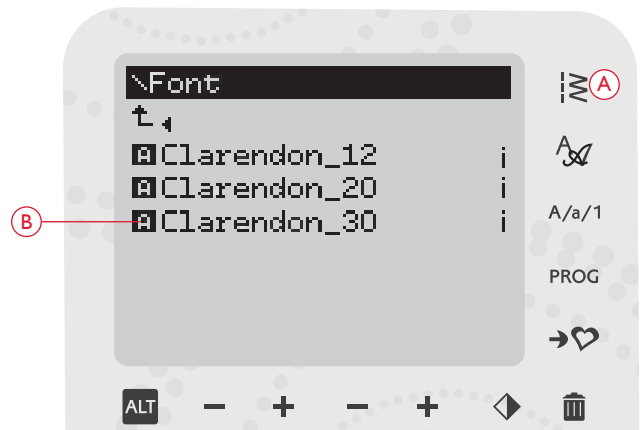 \Font
A
Clarendon_12 i
A Clarendon_20 i
A Clarendon_30 i
B
A
A/a/1
PROG
ALT − + − +